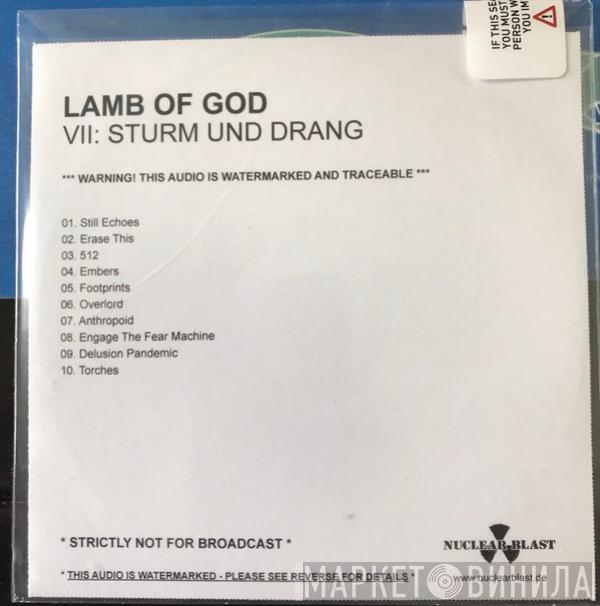 IF THIS SE
YOU MUST
PERSON W
YOU IM
LAMB OF GOD
VII: STURM UND DRANG
*** WARNING! THIS AUDIO IS WATERMARKED AND TRACEABLE ***
01. Still Echoes
02. Erase This
03. 512
04. Embers
05. Footprints
06. Overlord
07. Anthropoid
08. Engage The Fear Machine
09. Delusion Pandemic
10. Torches
* STRICTLY NOT FOR BROADCAST *
NUCLEAR BLAST
* THIS AUDIO IS WATERMARKED - PLEASE SEE REVERSE FOR DETAILS *
www.nuclearblast.de
МАРКЕТ ВИНИЛА